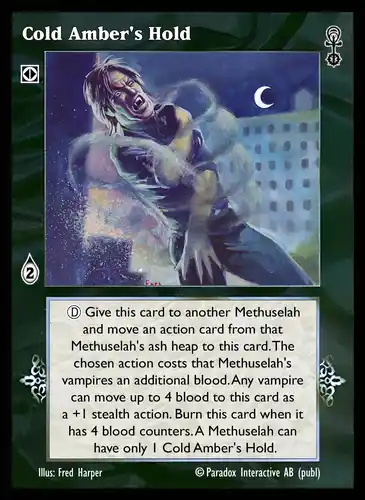 Cold Amber's Hold
2
Ⓓ Give this card to another Methuselah
and move an action card from that
Methuselah's ash heap to this card. The
chosen action costs that Methuselah's
vampires an additional blood. Any vampire
can move up to 4 blood to this card as
a +1 stealth action. Burn this card when it
has 4 blood counters. A Methuselah can
have only 1 Cold Amber's Hold.
Illus: Fred Harper
© Paradox Interactive AB (publ)